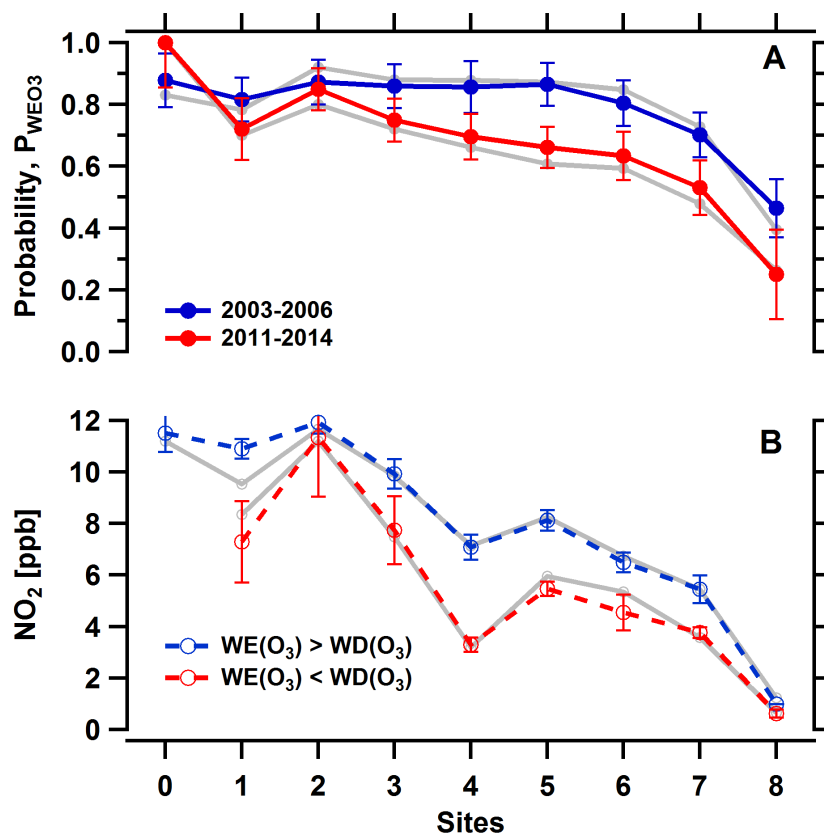 A
1.0
0.8
0.6
0.4
0.2
0.0
Probability, P_WEO3
2003-2006
2011-2014
B
12
10
8
6
4
2
0
NO₂ [ppb]
WE(O₃) > WD(O₃)
WE(O₃) < WD(O₃)
0 1 2 3 4 5 6 7 8
Sites